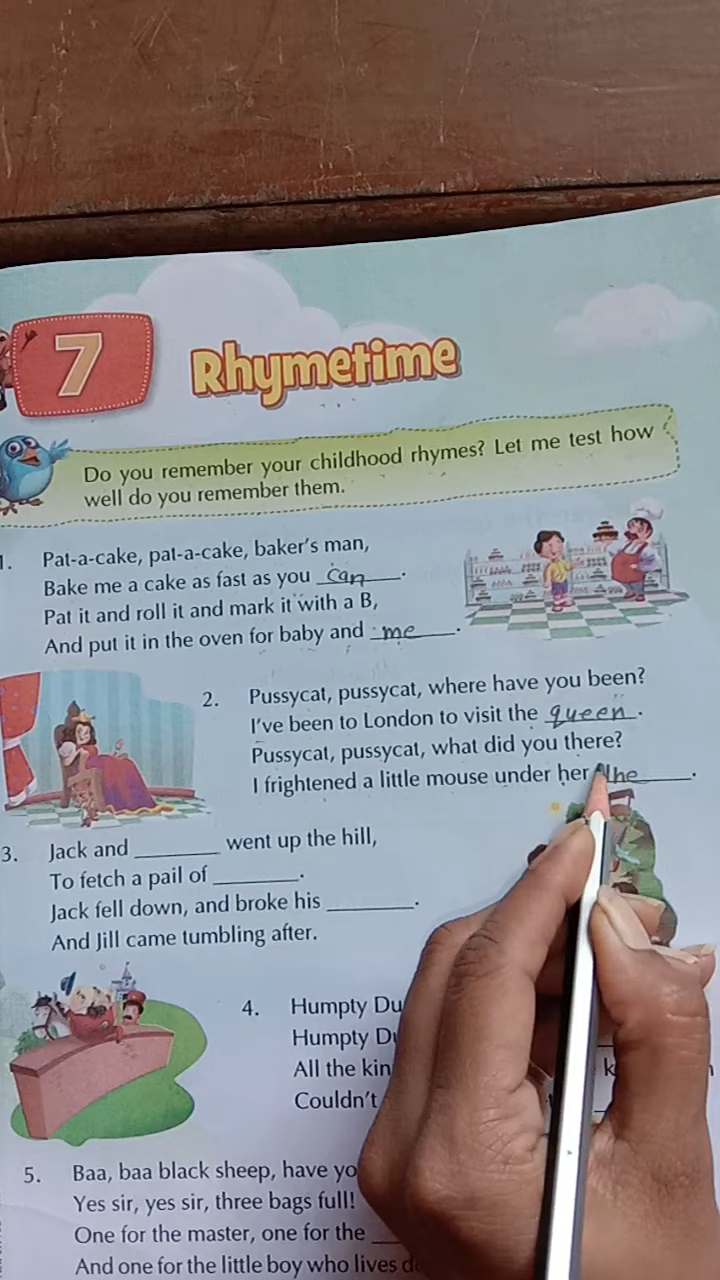 7
Rhymetime
Do you remember your childhood rhymes? Let me test how
well do you remember them.
1. Pat-a-cake, pat-a-cake, baker's man,
Bake me a cake as fast as you can.
Pat it and roll it and mark it with a B,
And put it in the oven for baby and me.
2. Pussycat, pussycat, where have you been?
I've been to London to visit the queen.
Pussycat, pussycat, what did you there?
I frightened a little mouse under her the______.
3. Jack and ________ went up the hill,
To fetch a pail of ________.
Jack fell down, and broke his ________.
And Jill came tumbling after.
4. Humpty Du
Humpty
All the kin
Couldn't
5. Baa, baa black sheep, have yo
Yes sir, yes sir, three bags full!
One for the master, one for the
And one for the little boy who lives